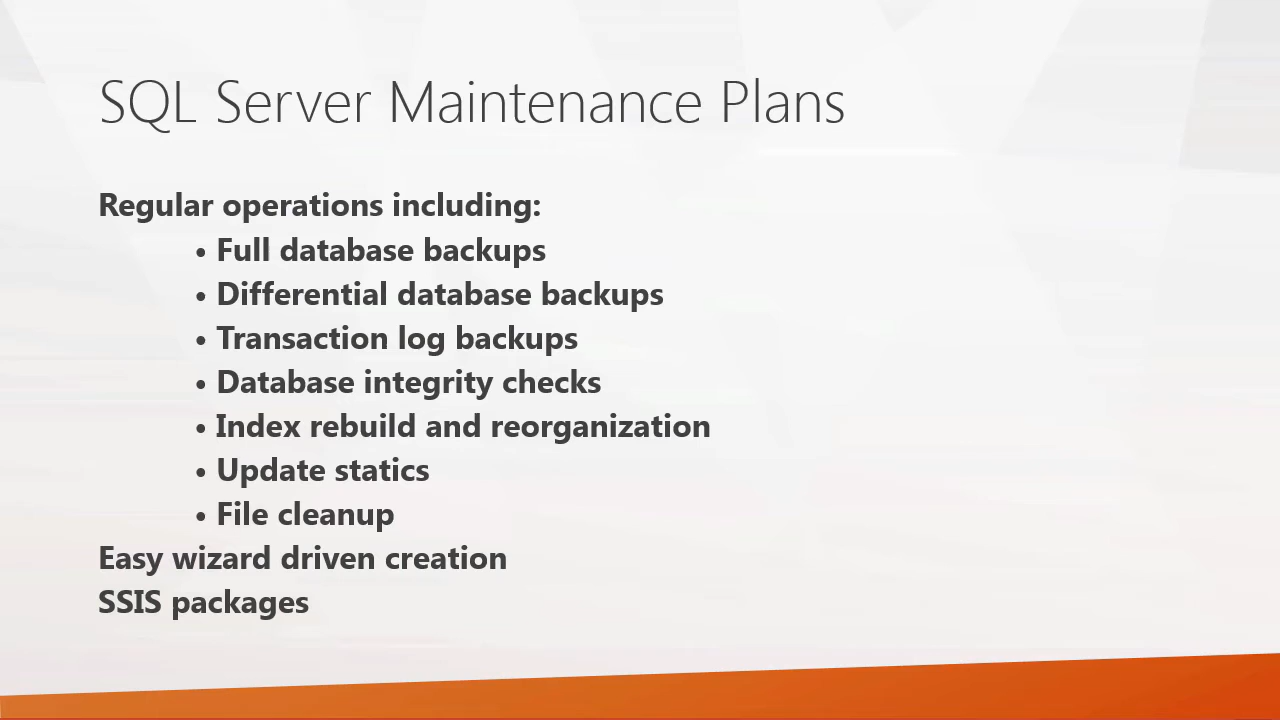 SQL Server Maintenance Plans
Regular operations including:
• Full database backups
• Differential database backups
• Transaction log backups
• Database integrity checks
• Index rebuild and reorganization
• Update statics
• File cleanup
Easy wizard driven creation
SSIS packages